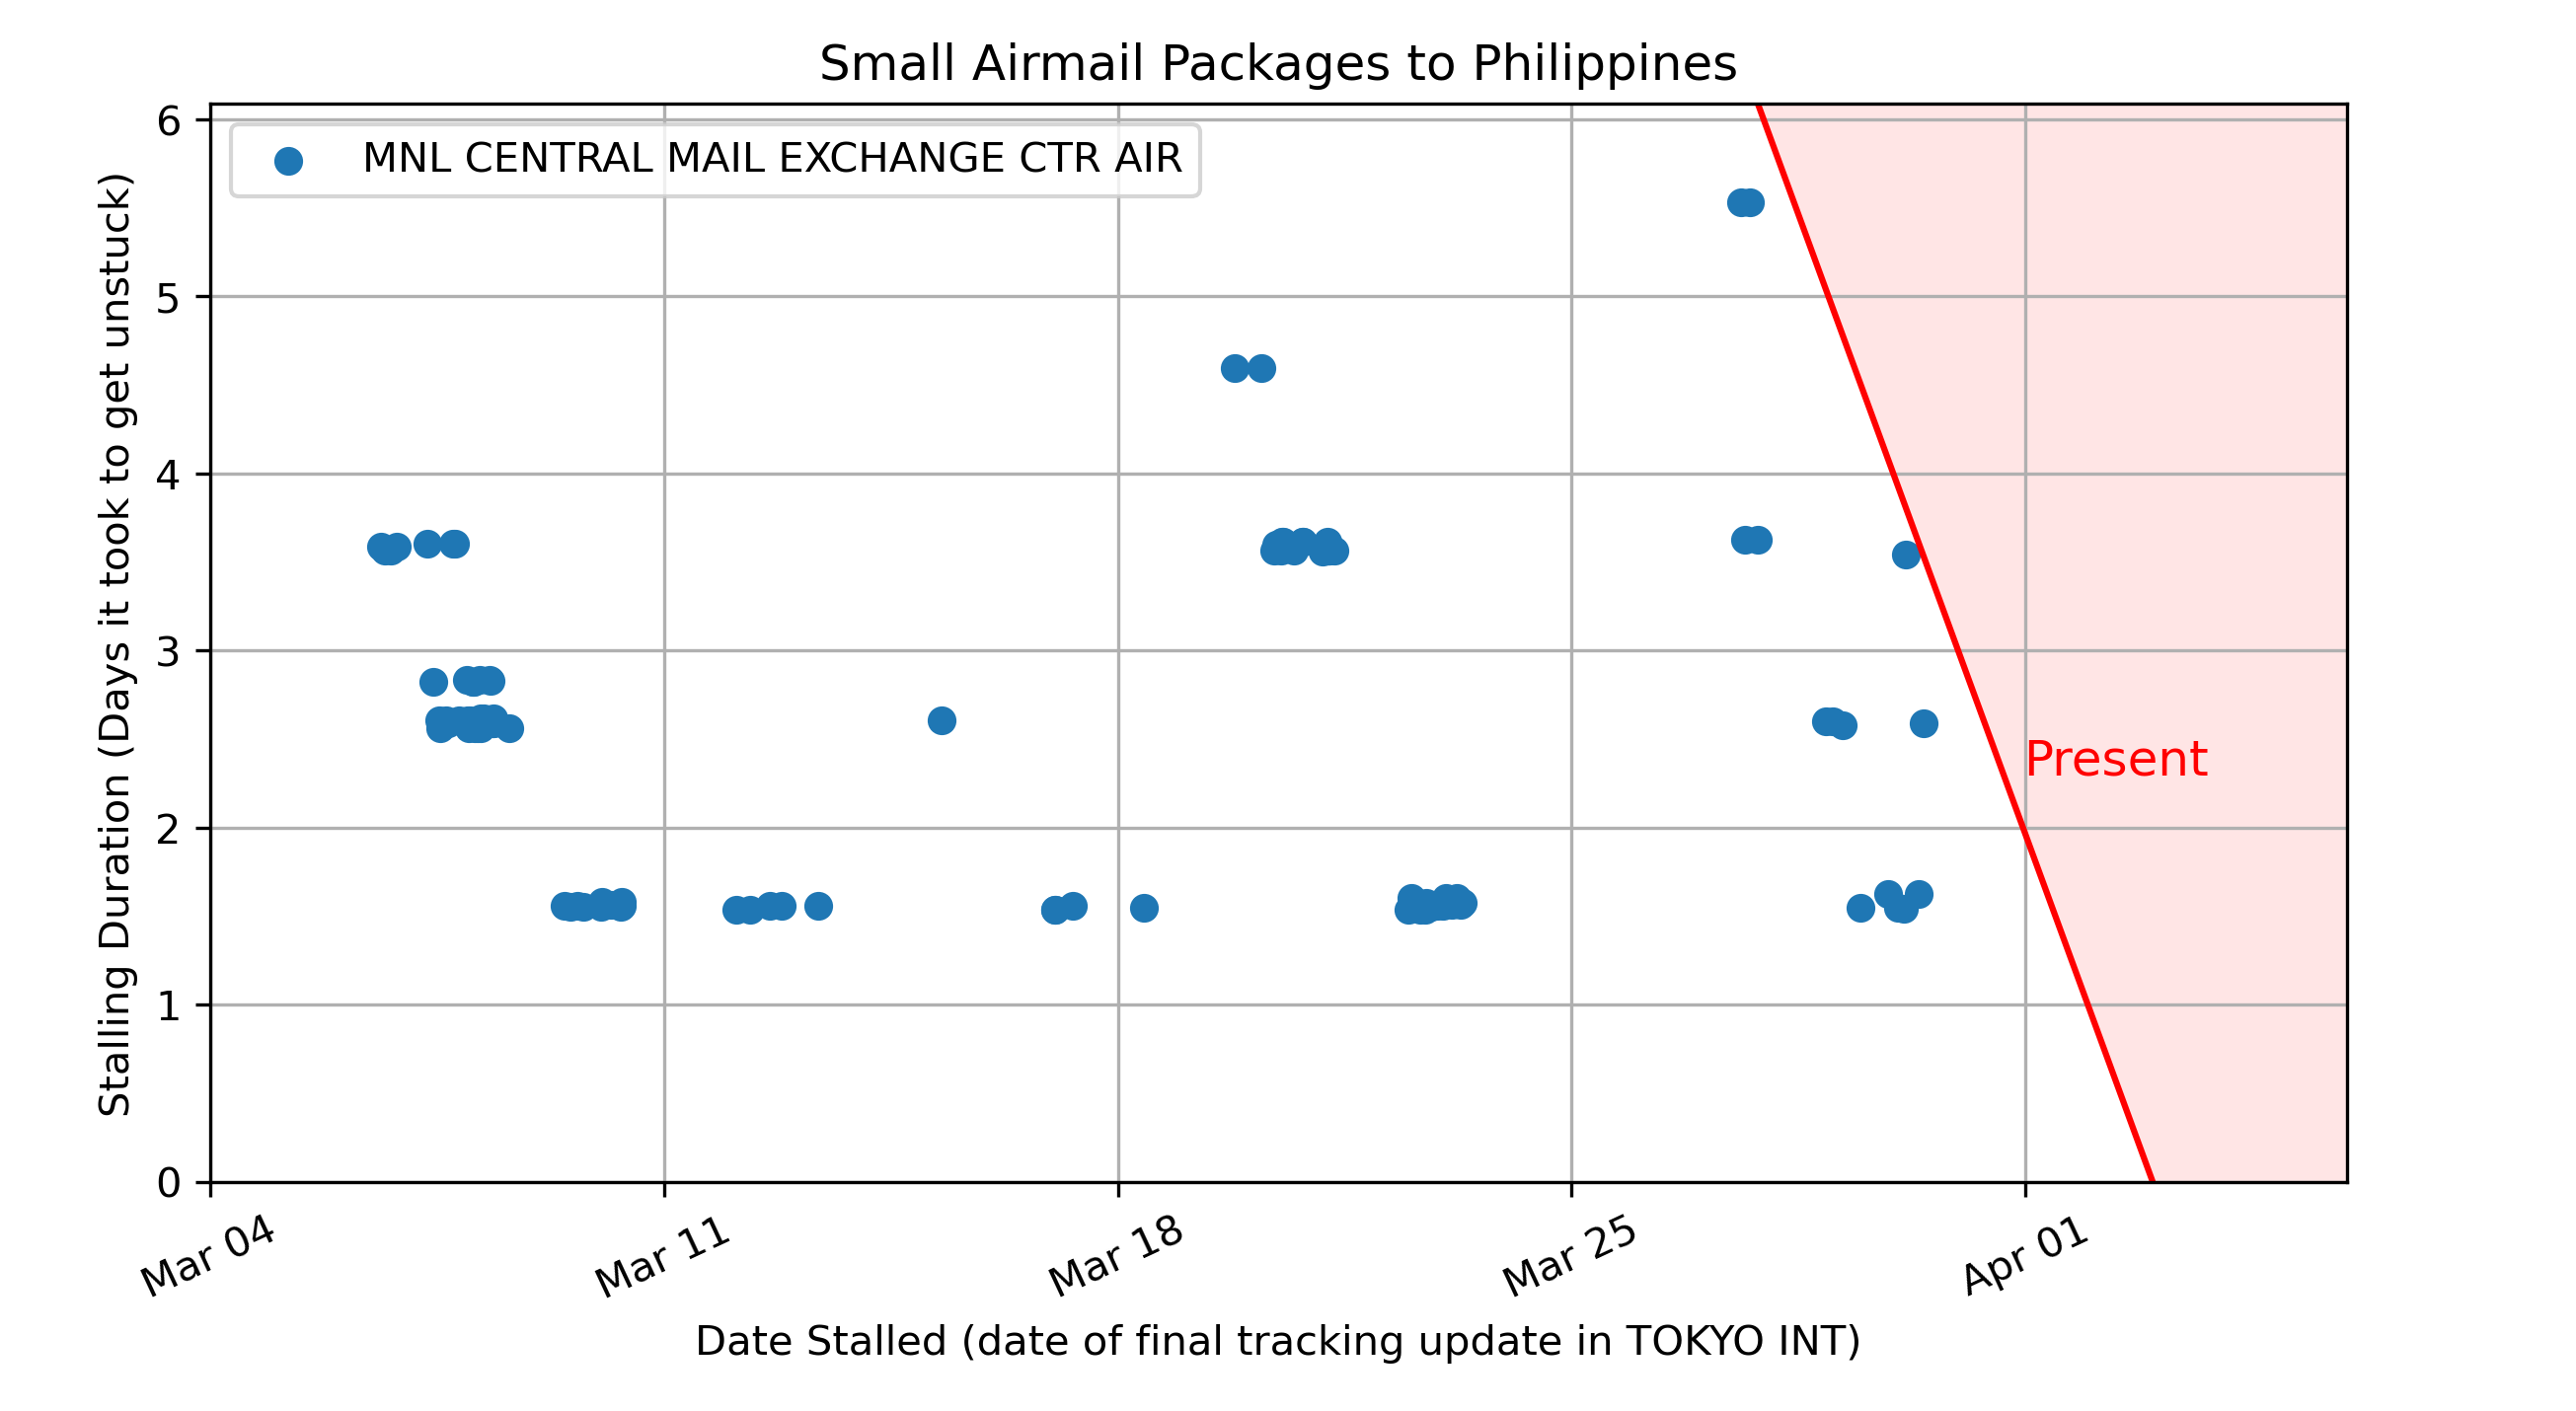 Small Airmail Packages to Philippines
MNL CENTRAL MAIL EXCHANGE CTR AIR
Stalling Duration (Days it took to get unstuck)
6
5
4
3
2
1
0
Present
Mar 04
Mar 11
Mar 18
Mar 25
Apr 01
Date Stalled (date of final tracking update in TOKYO INT)